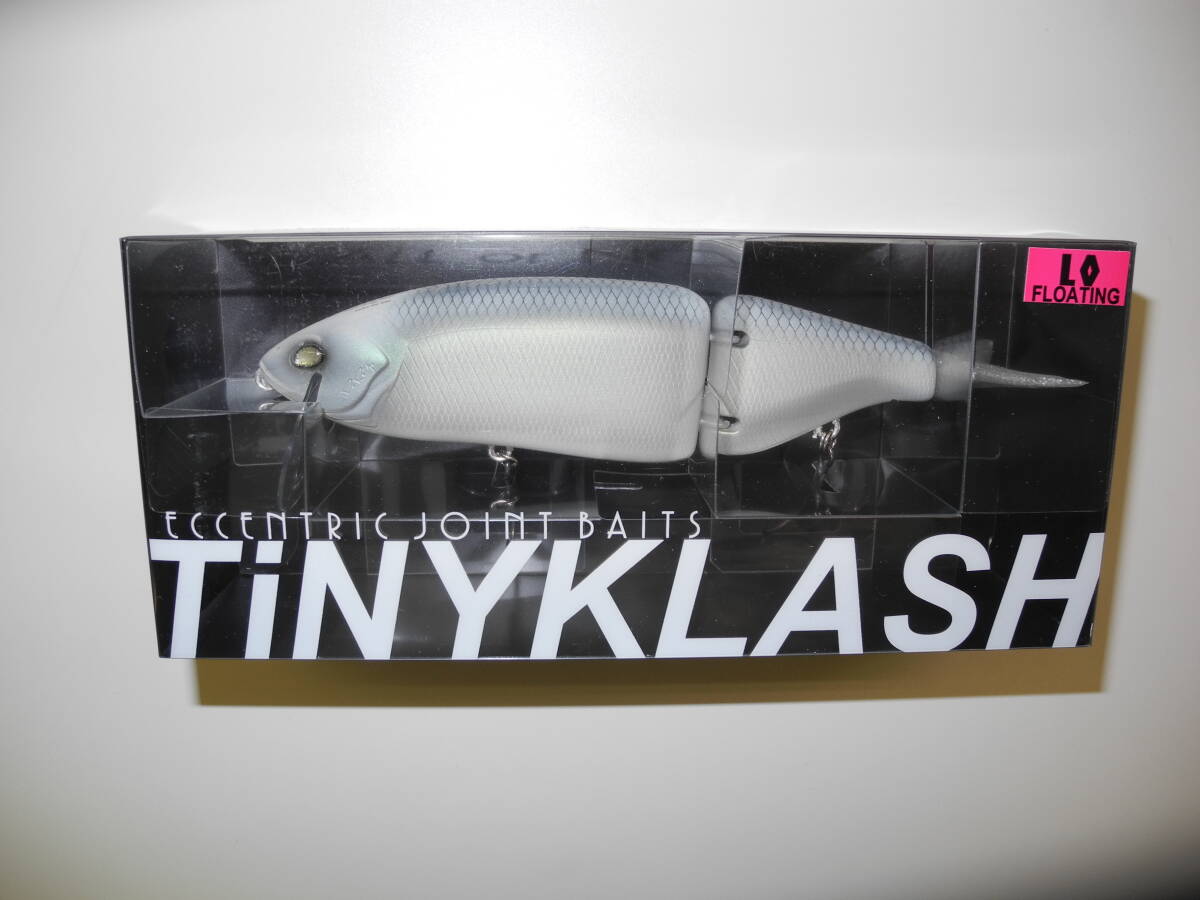 LO
FLOATING
ECCENTRIC JOINT BAITS
TiNYKLASH